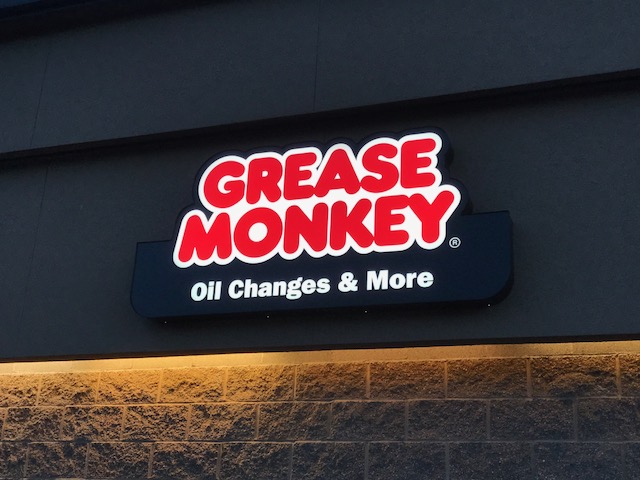 GREASE
MONKEY®
Oil Changes & More